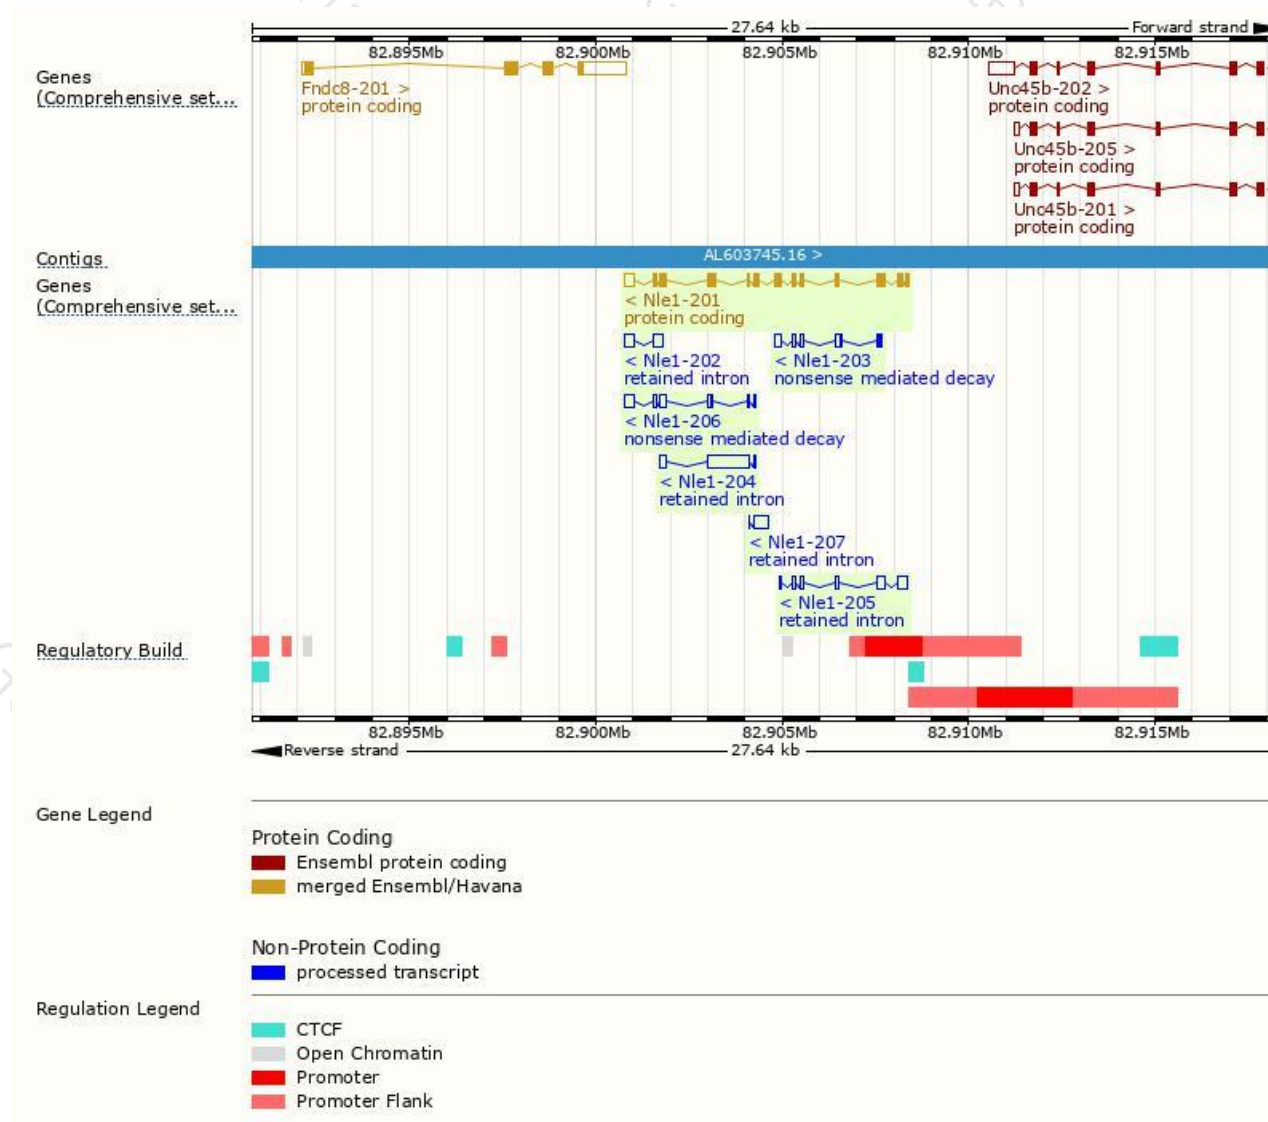 27.64 kb
Forward strand
82.895Mb 82.900Mb 82.905Mb 82.910Mb 82.915Mb
Genes
(Comprehensive set...
Fndc8-201 >
protein coding
Unc45b-202 >
protein coding
Unc45b-205 >
protein coding
Unc45b-201 >
protein coding
Contigs
AL603745.16 >
Genes
(Comprehensive set...
< Nle1-201
protein coding
< Nle1-202
retained intron
< Nle1-203
nonsense mediated decay
< Nle1-206
nonsense mediated decay
< Nle1-204
retained intron
< Nle1-207
retained intron
< Nle1-205
retained intron
Regulatory Build
82.895Mb 82.900Mb 82.905Mb 82.910Mb 82.915Mb
Reverse strand
27.64 kb
Gene Legend
Protein Coding
Ensembl protein coding
merged Ensembl/Havana
Non-Protein Coding
processed transcript
Regulation Legend
CTCF
Open Chromatin
Promoter
Promoter Flank